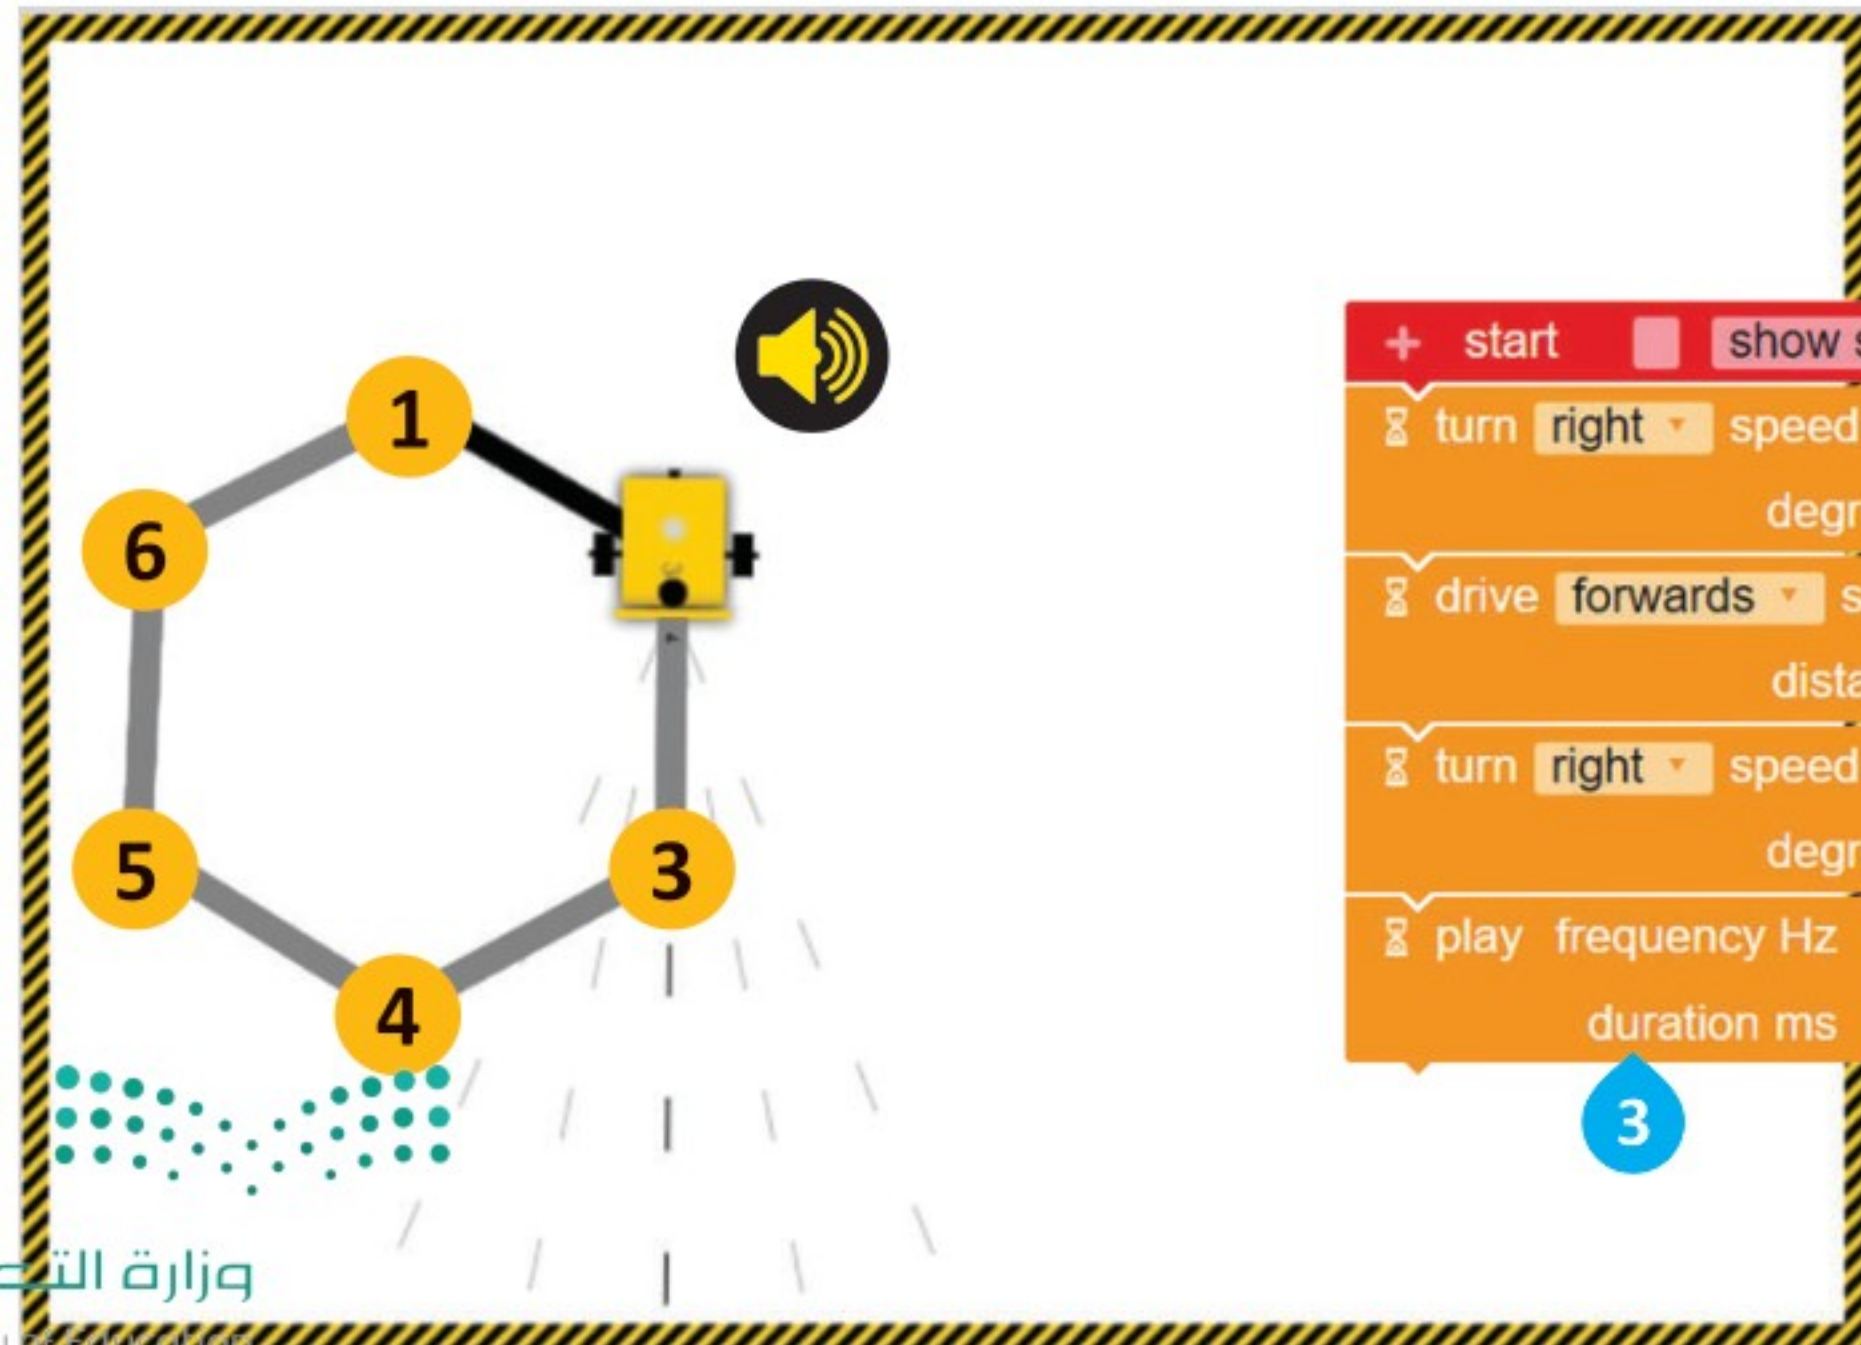 1
6
5
4
3
+ start show
turn right speed
degr
drive forwards s
dista
turn right speed
degr
play frequency Hz
duration ms
3
وزارة التـ